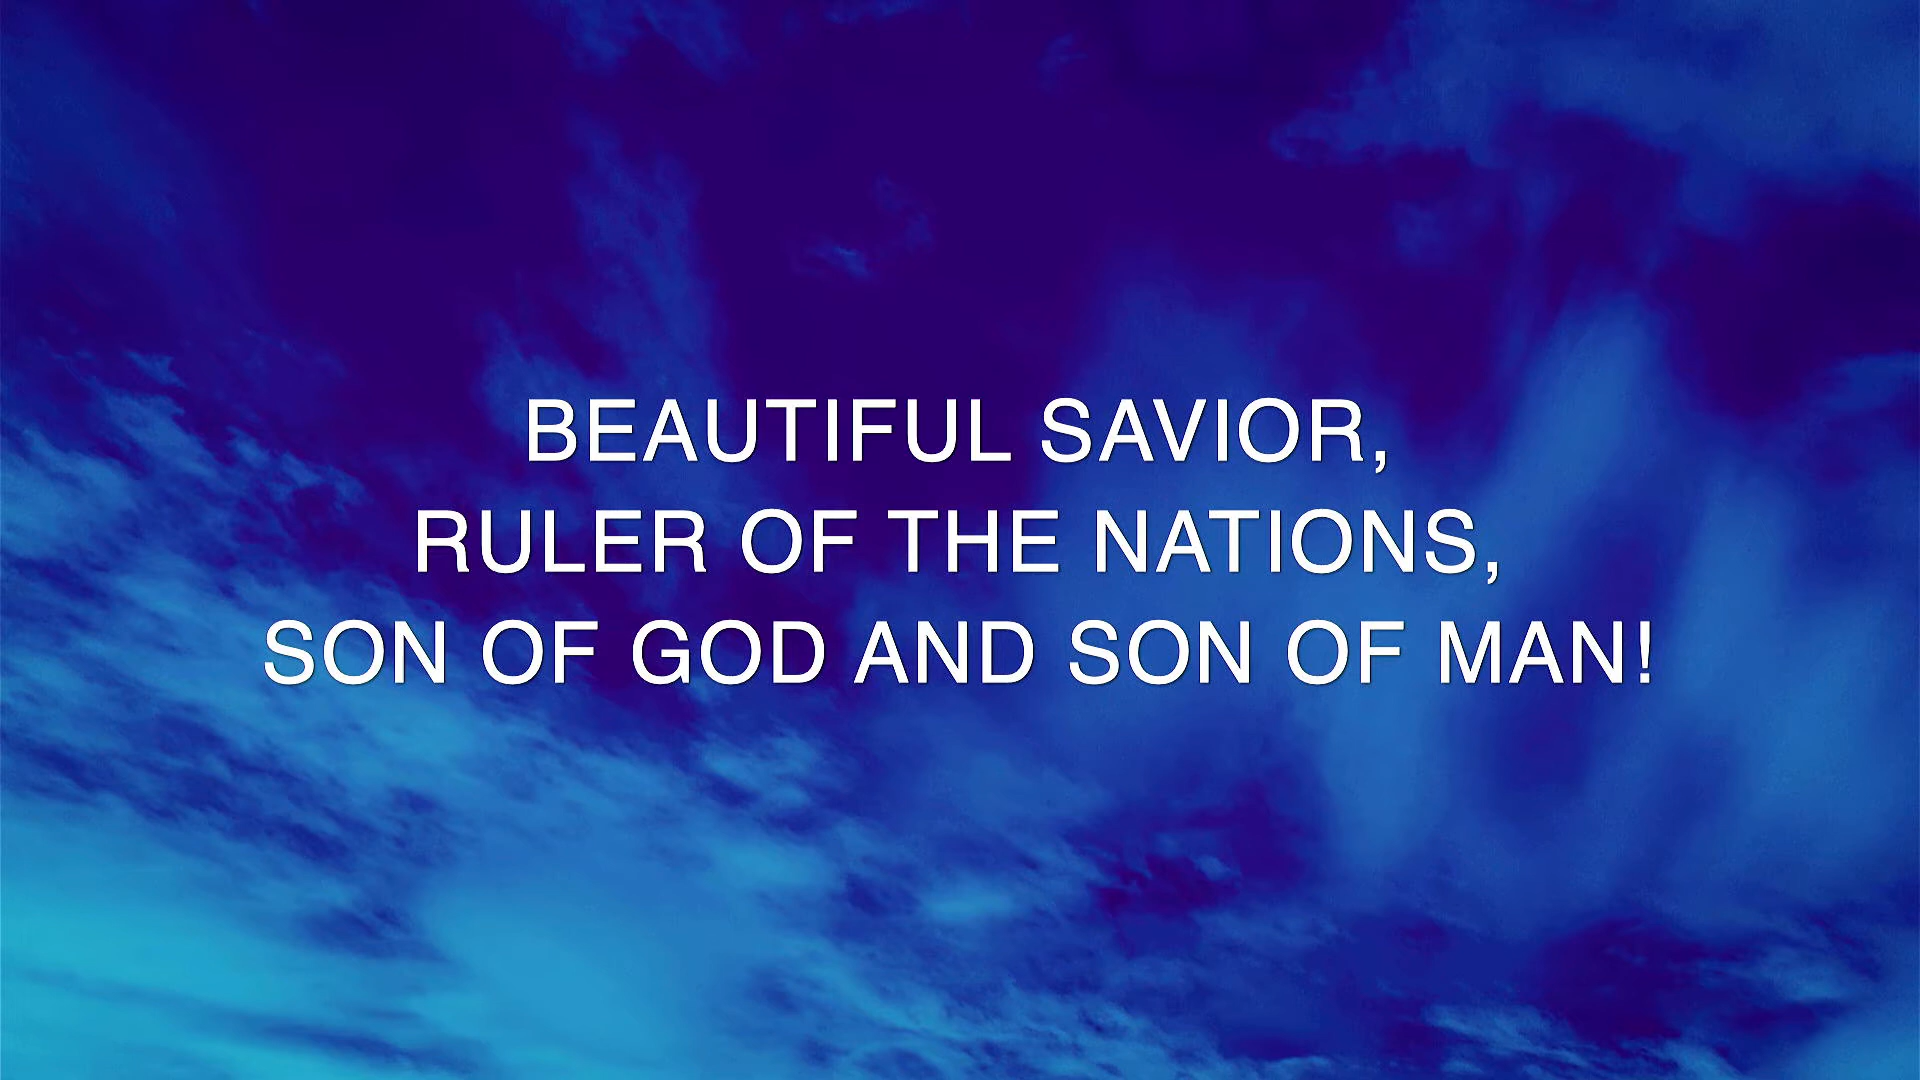 BEAUTIFUL SAVIOR,
RULER OF THE NATIONS,
SON OF GOD AND SON OF MAN!